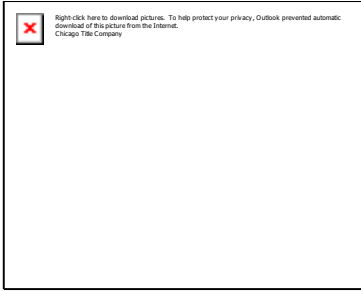 Right-click here to download pictures. To help protect your privacy, Outlook prevented automatic
download of this picture from the Internet.
Chicago Title Company